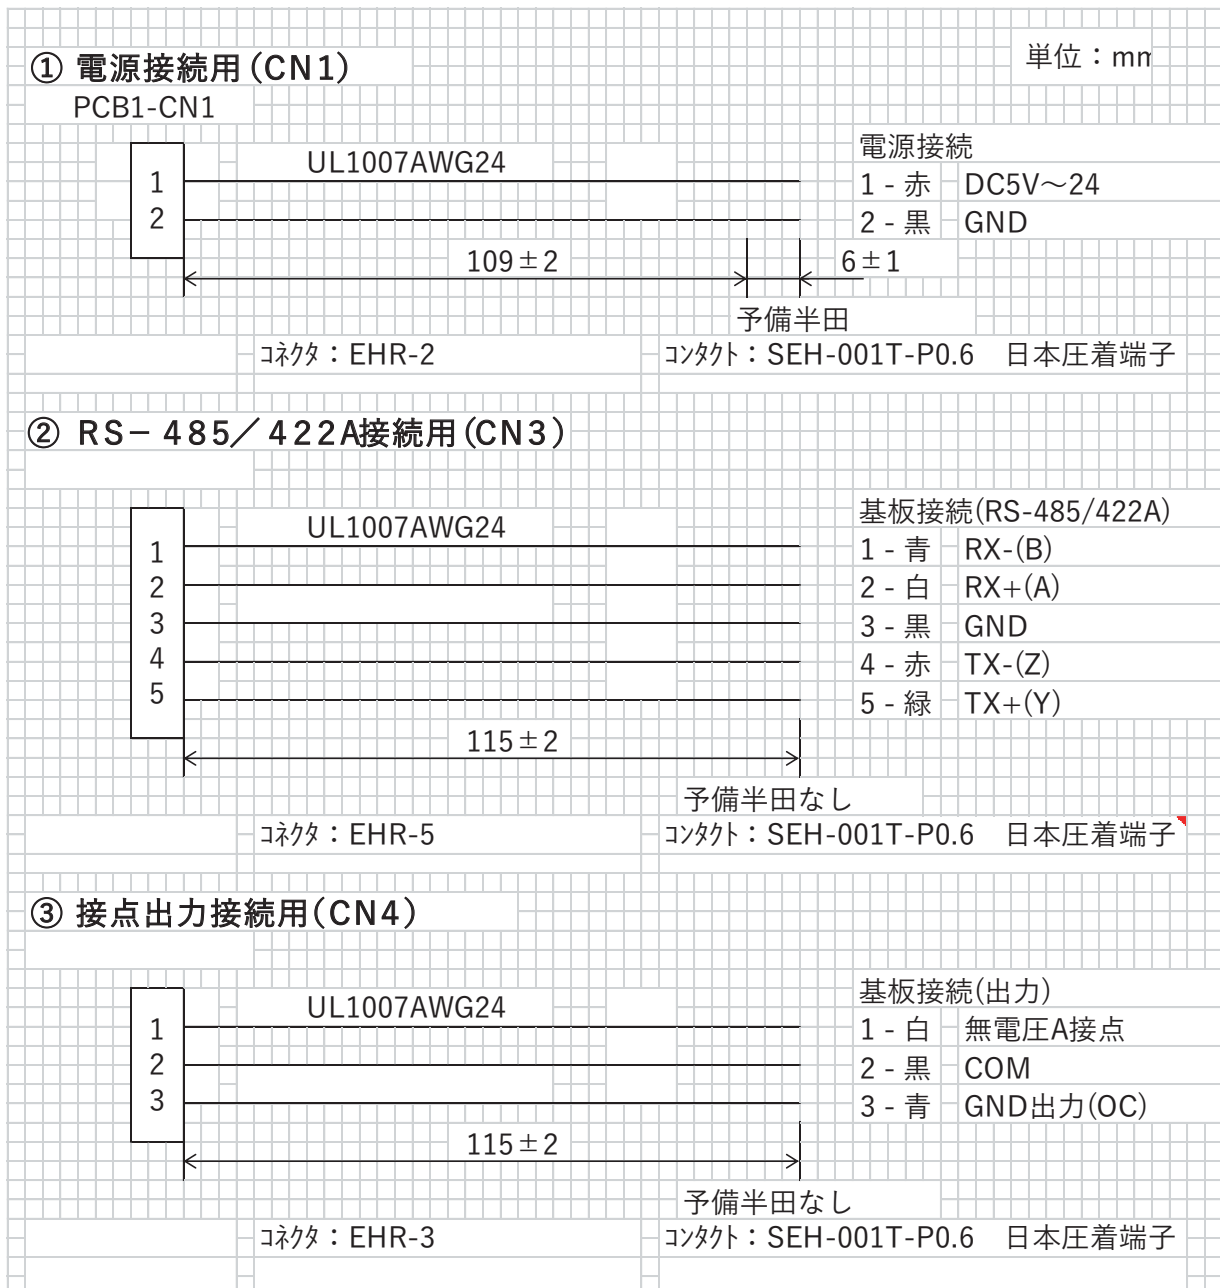 ① 電源接続用(CN1)
単位：mm
PCB1-CN1
電源接続
UL1007AWG24
1 1 - 赤 DC5V～24
2 2 - 黒 GND
109±2 6±1
予備半田
ｺﾈｸﾀ：EHR-2 ｺﾝﾀｸﾄ：SEH-001T-P0.6 日本圧着端子
② RS－485／422A接続用(CN3)
基板接続(RS-485/422A)
UL1007AWG24
1 1 - 青 RX-(B)
2 2 - 白 RX+(A)
3 3 - 黒 GND
4 4 - 赤 TX-(Z)
5 5 - 緑 TX+(Y)
115±2
予備半田なし
ｺﾈｸﾀ：EHR-5 ｺﾝﾀｸﾄ：SEH-001T-P0.6 日本圧着端子
③ 接点出力接続用(CN4)
基板接続(出力)
UL1007AWG24
1 1 - 白 無電圧A接点
2 2 - 黒 COM
3 3 - 青 GND出力(OC)
115±2
予備半田なし
ｺﾈｸﾀ：EHR-3 ｺﾝﾀｸﾄ：SEH-001T-P0.6 日本圧着端子